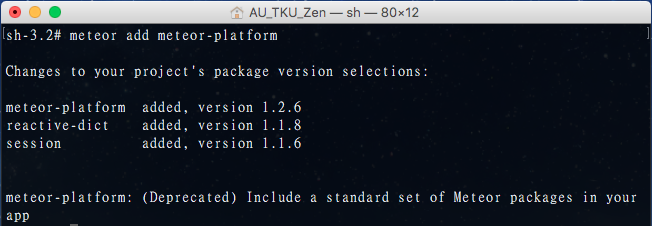 AU_TKU_Zen — sh — 80×12
sh-3.2# meteor add meteor-platform
Changes to your project's package version selections:
meteor-platform  added, version 1.2.6
reactive-dict    added, version 1.1.8
session          added, version 1.1.6
meteor-platform: (Deprecated) Include a standard set of Meteor packages in your
app